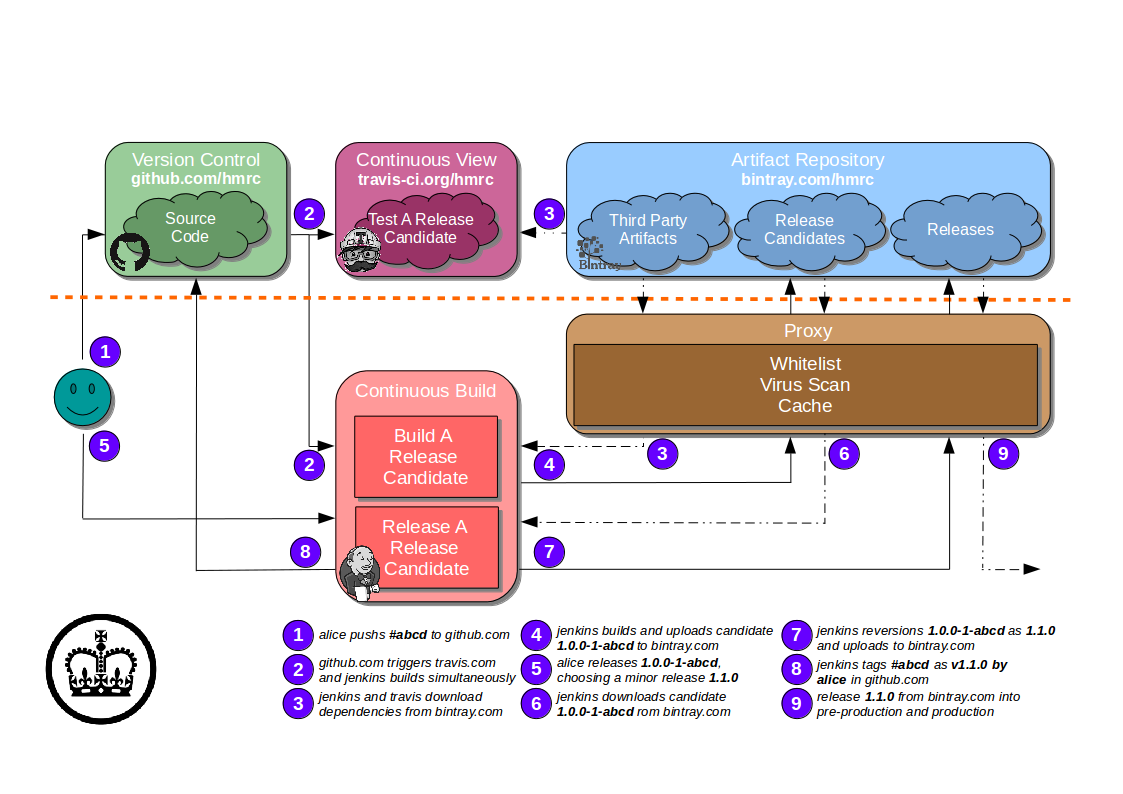 Version Control
github.com/hmrc
Source
Code
2
Continuous View
travis-ci.org/hmrc
Test A Release
Candidate
3
Artifact Repository
bintray.com/hmrc
Third Party
Artifacts
Bintray
Release
Candidates
Releases
Proxy
Whitelist
Virus Scan
Cache
1
5
Continuous Build
Build A
Release
Candidate
Release A
Release
Candidate
2
4
3
6
9
8
7
1 alice pushs #abcd to github.com
2 github.com triggers travis.com
and jenkins builds simultaneously
3 jenkins and travis download
dependencies from bintray.com
4 jenkins builds and uploads candidate
1.0.0-1-abcd to bintray.com
5 alice releases 1.0.0-1-abcd,
choosing a minor release 1.1.0
6 jenkins downloads candidate
1.0.0-1-abcd rom bintray.com
7 jenkins reversions 1.0.0-1-abcd as 1.1.0
and uploads to bintray.com
8 jenkins tags #abcd as v1.1.0 by
alice in github.com
9 release 1.1.0 from bintray.com into
pre-production and production